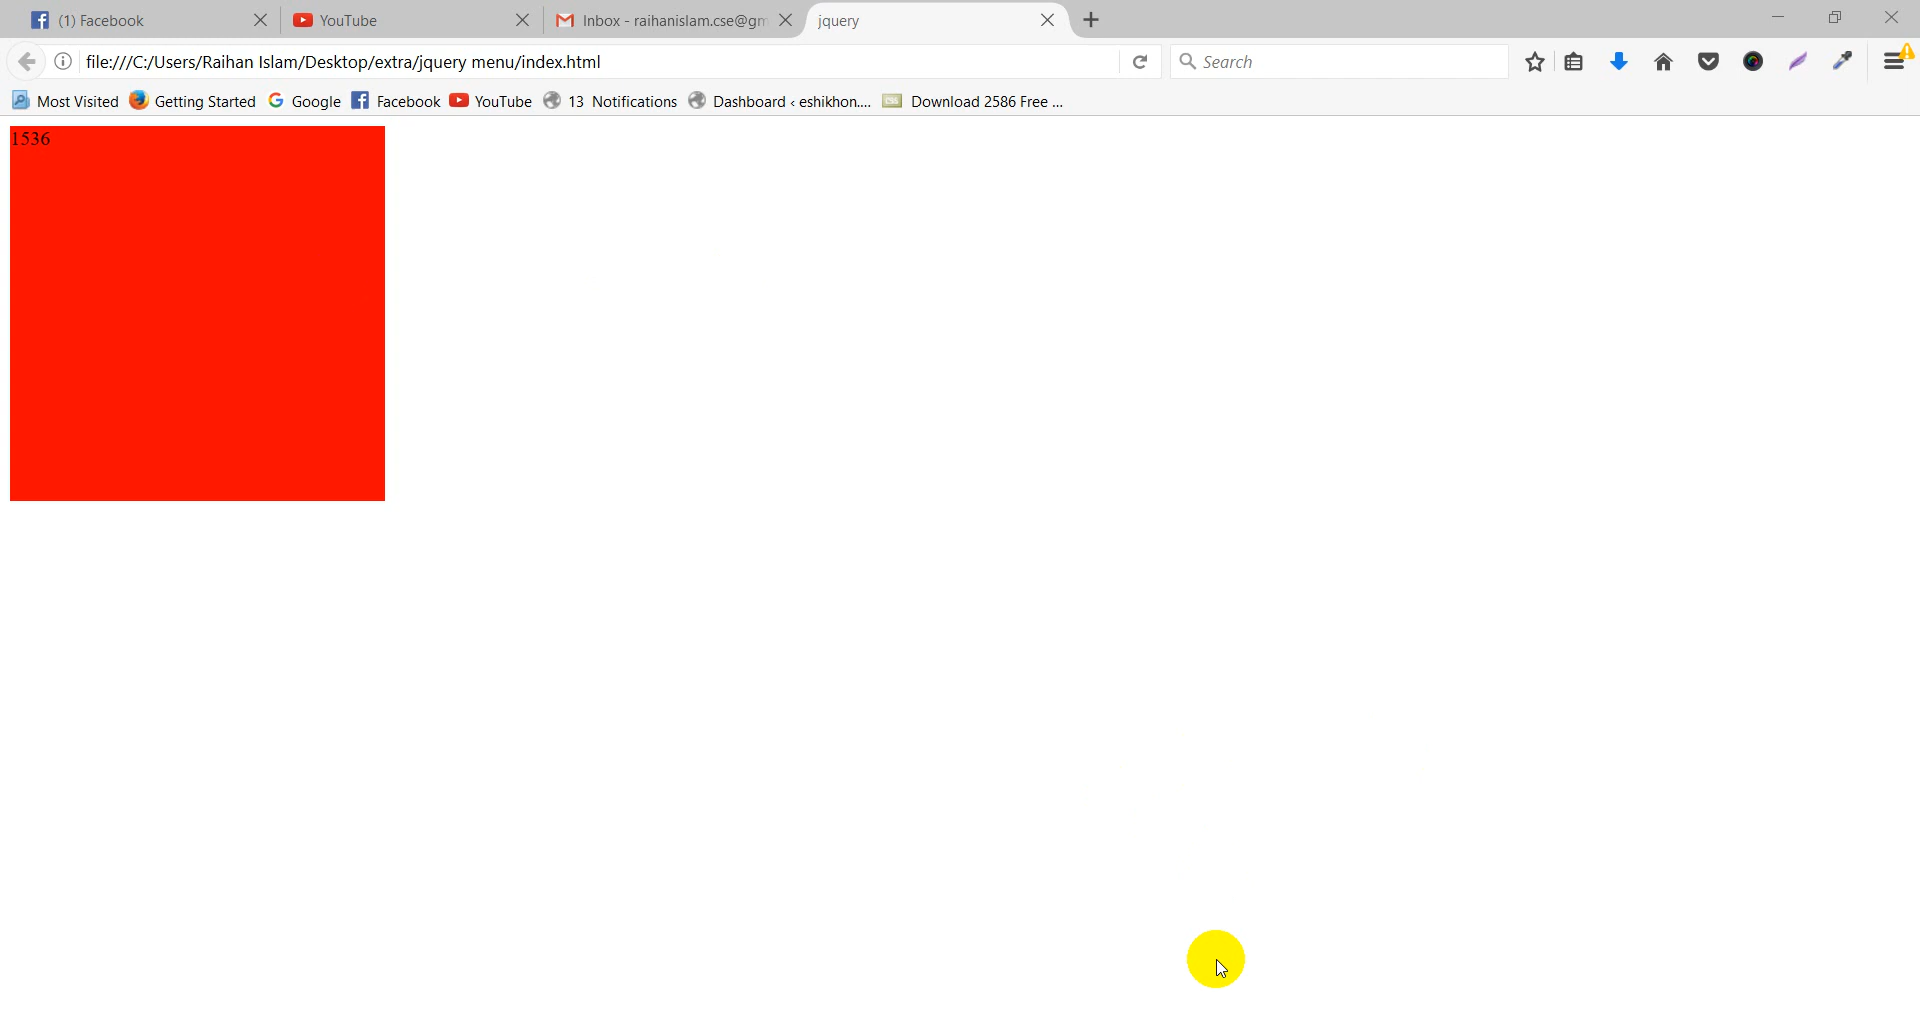 (1) Facebook
YouTube
Inbox - raihanislam.cse@gm
jquery
file:///C:/Users/Raihan Islam/Desktop/extra/jquery menu/index.html
Search
Most Visited
Getting Started
Google
Facebook
YouTube
13 Notifications
Dashboard ‹ eshikhon....
Download 2586 Free ...
1536